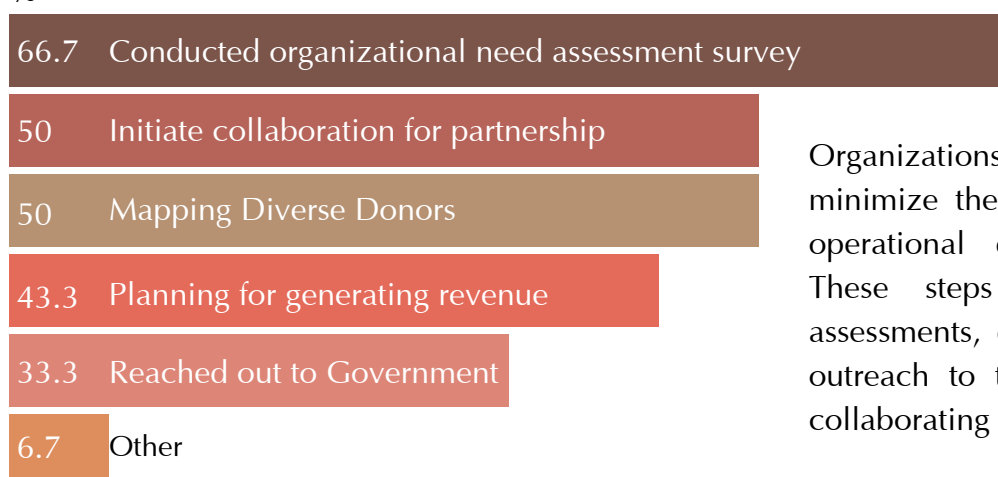 66.7 Conducted organizational need assessment survey
50 Initiate collaboration for partnership
50 Mapping Diverse Donors
43.3 Planning for generating revenue
33.3 Reached out to Government
6.7 Other
Organizations
minimize the
operational
These steps
assessments,
outreach to
collaborating